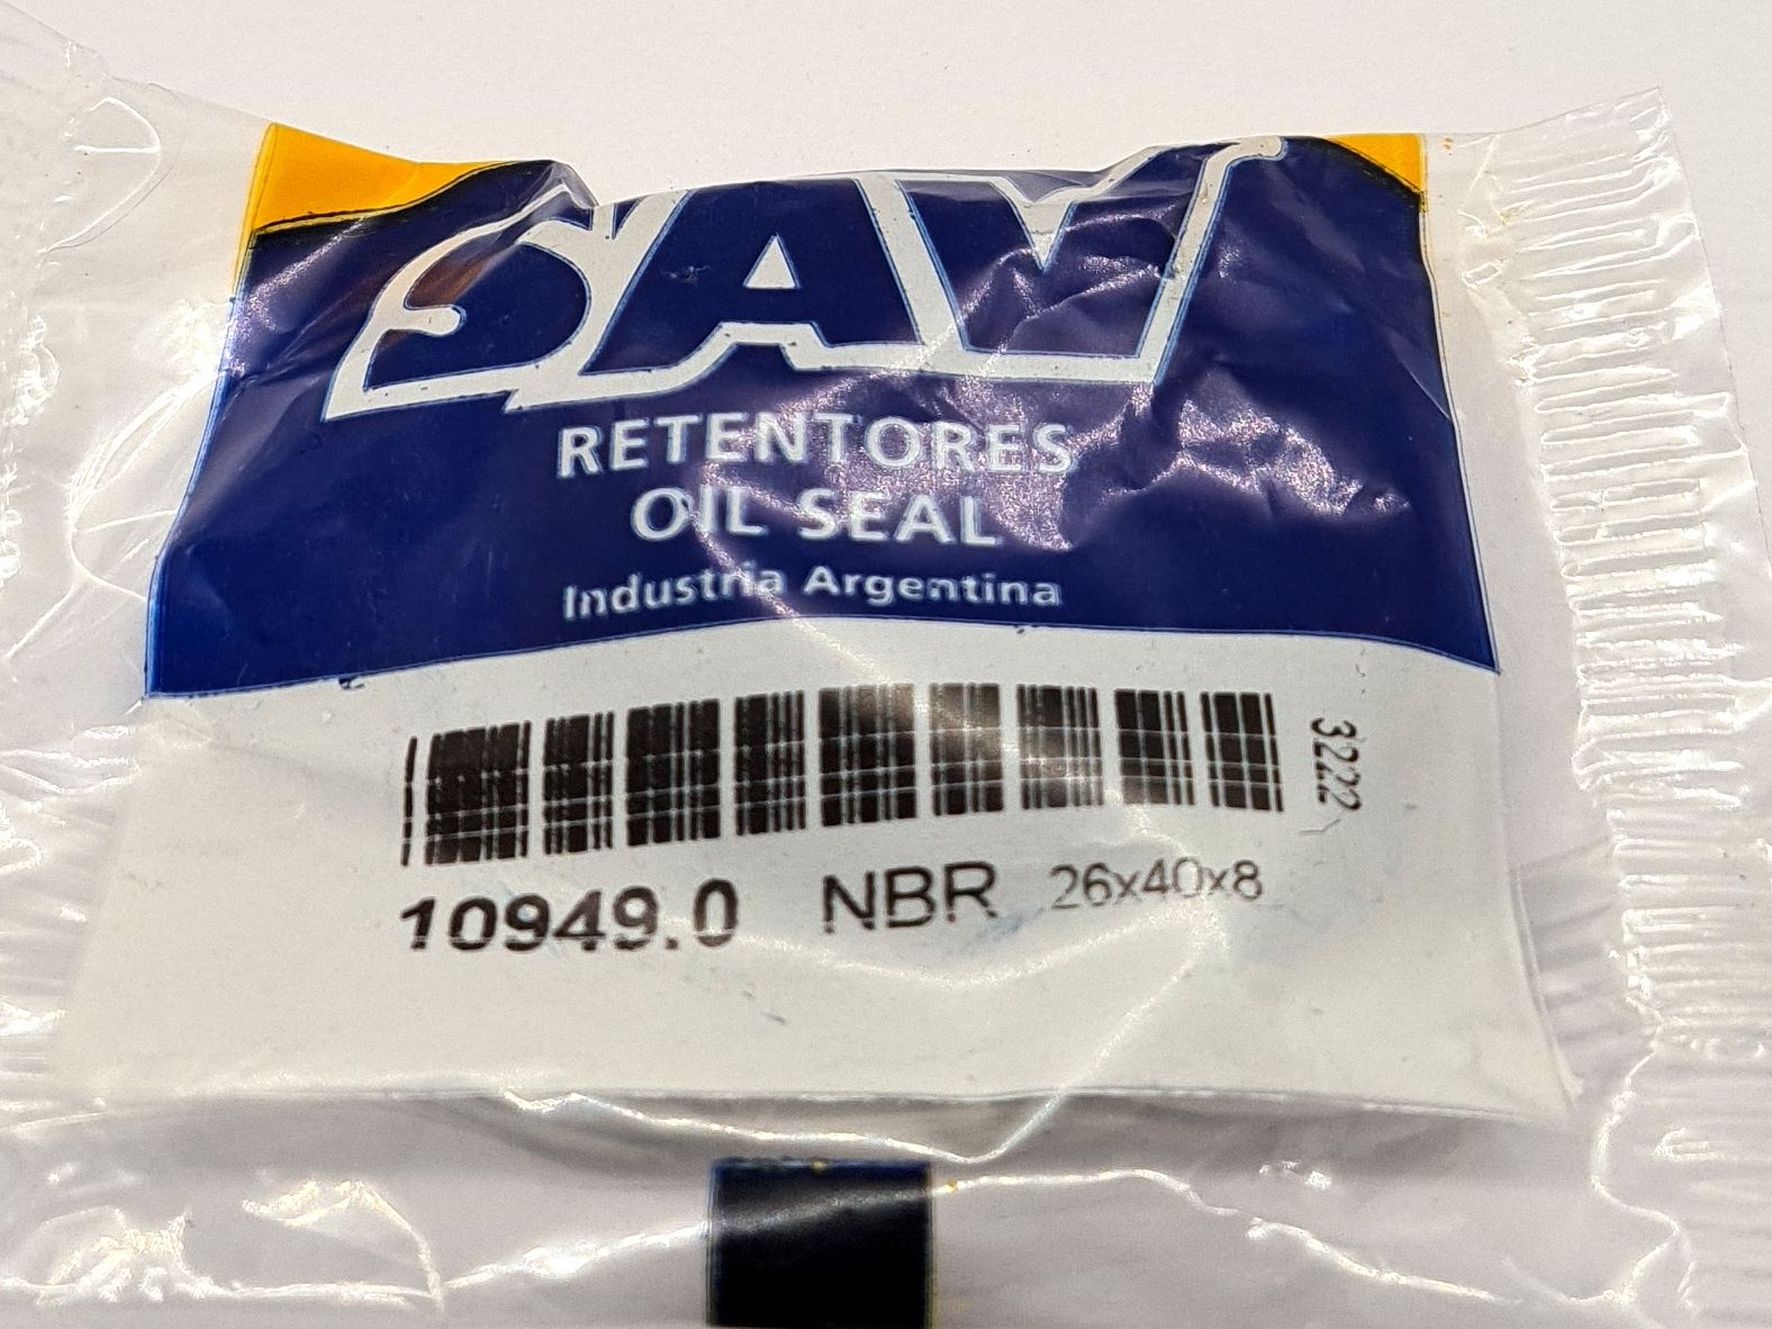 SAV
RETENTORES
OIL SEAL
Industria Argentina
3222
10949.0 NBR 26x40x8